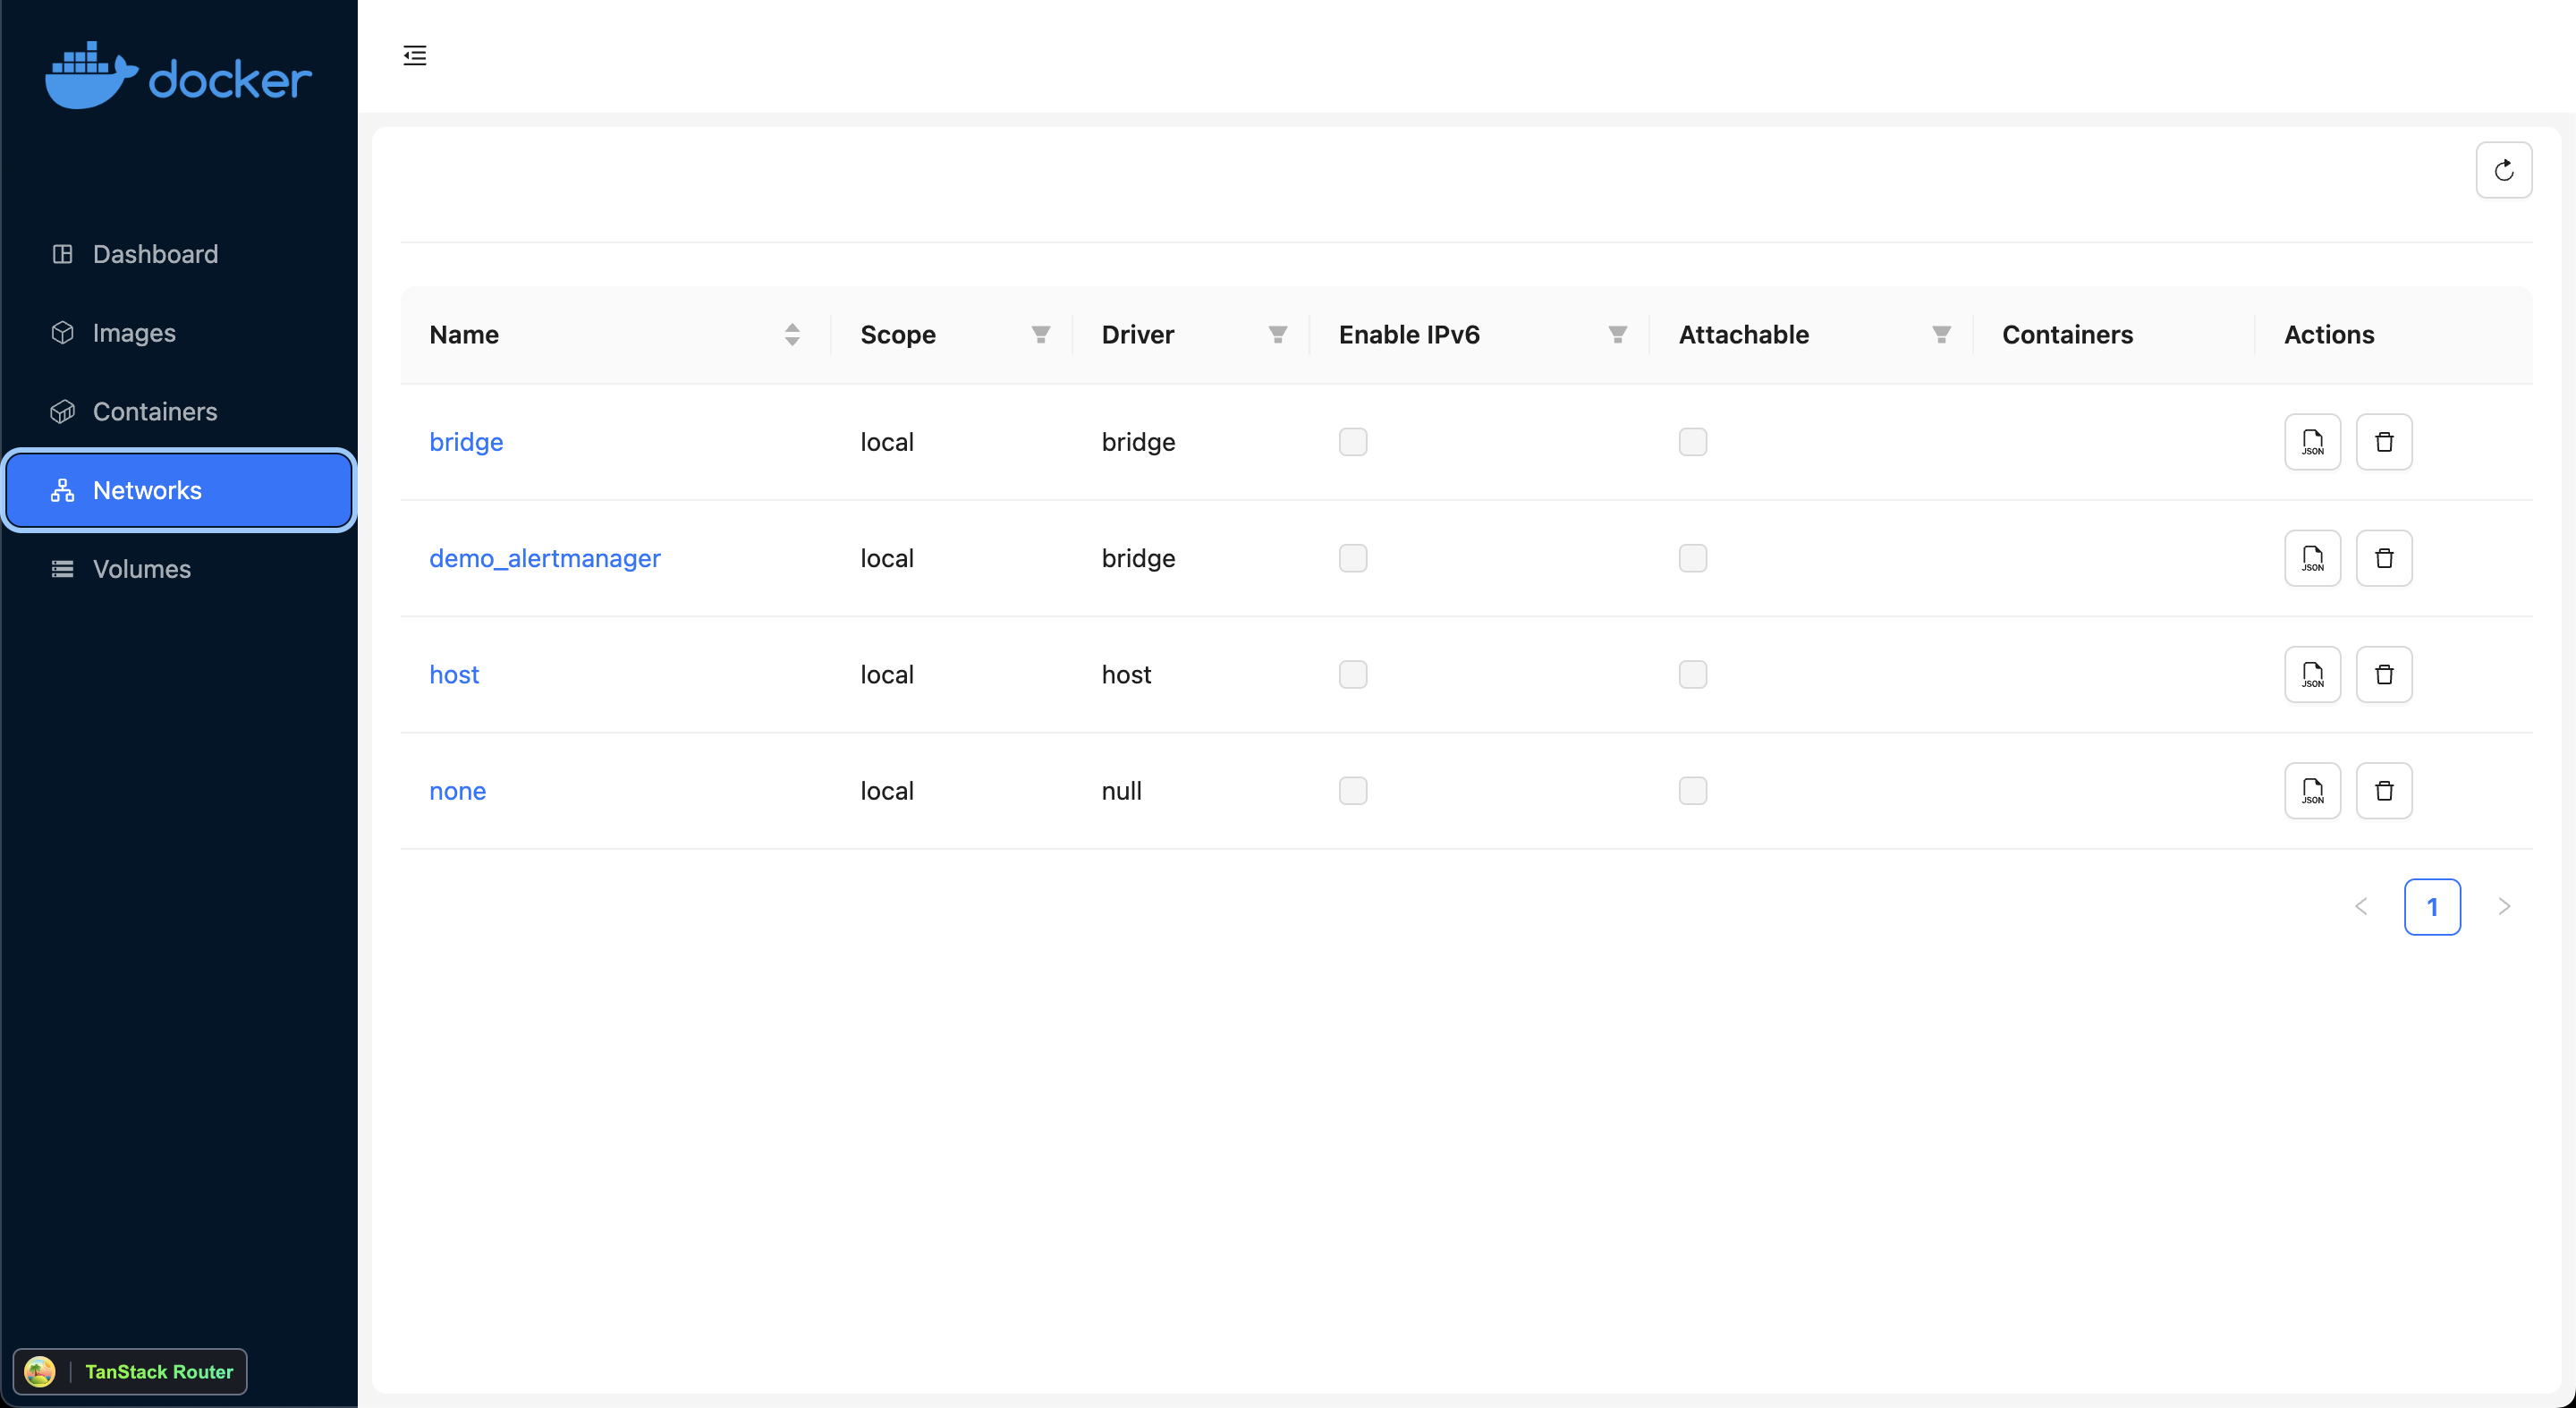 docker
Dashboard
Images
Containers
Networks
Volumes
TanStack Router
Name Scope Driver Enable IPv6 Attachable Containers Actions
bridge local bridge JSON
demo_alertmanager local bridge JSON
host local host JSON
none local null JSON
1